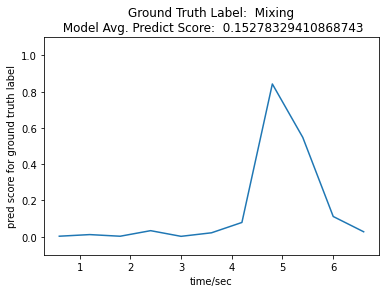 Ground Truth Label:  Mixing
Model Avg. Predict Score:  0.15278329410868743
pred score for ground truth label
1.0
0.8
0.6
0.4
0.2
0.0
1 2 3 4 5 6
time/sec